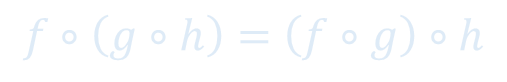 f ∘ (g ∘ h) = (f ∘ g) ∘ h